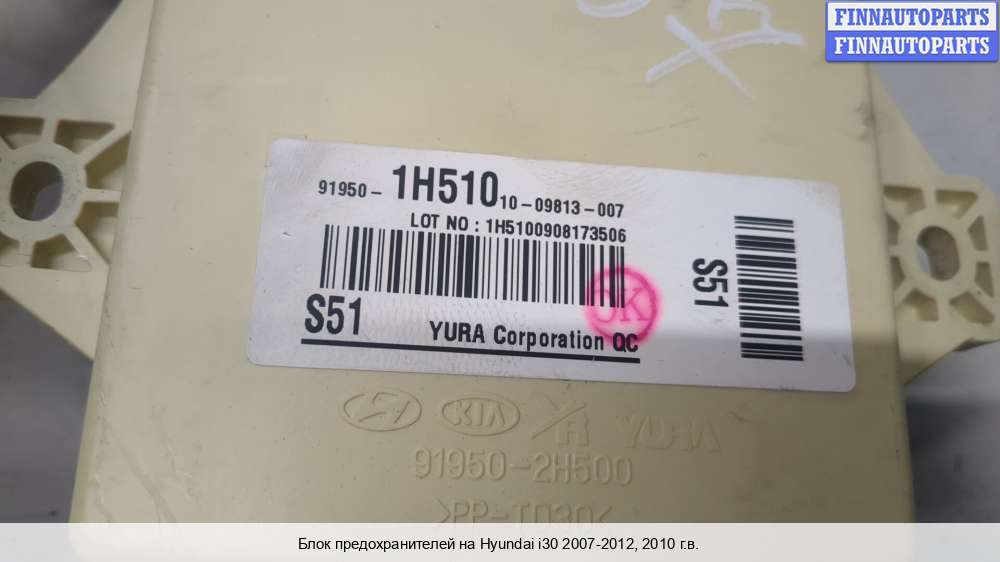 FINNAUTOPARTS
FINNAUTOPARTS
91950- 1H510 10-09813-007
LOT NO : 1H5100908173506
S51
OK
S51 YURA Corporation QC
KIA YURA
91950-2H500
>PP-TD30<
Блок предохранителей на Hyundai i30 2007-2012, 2010 г.в.